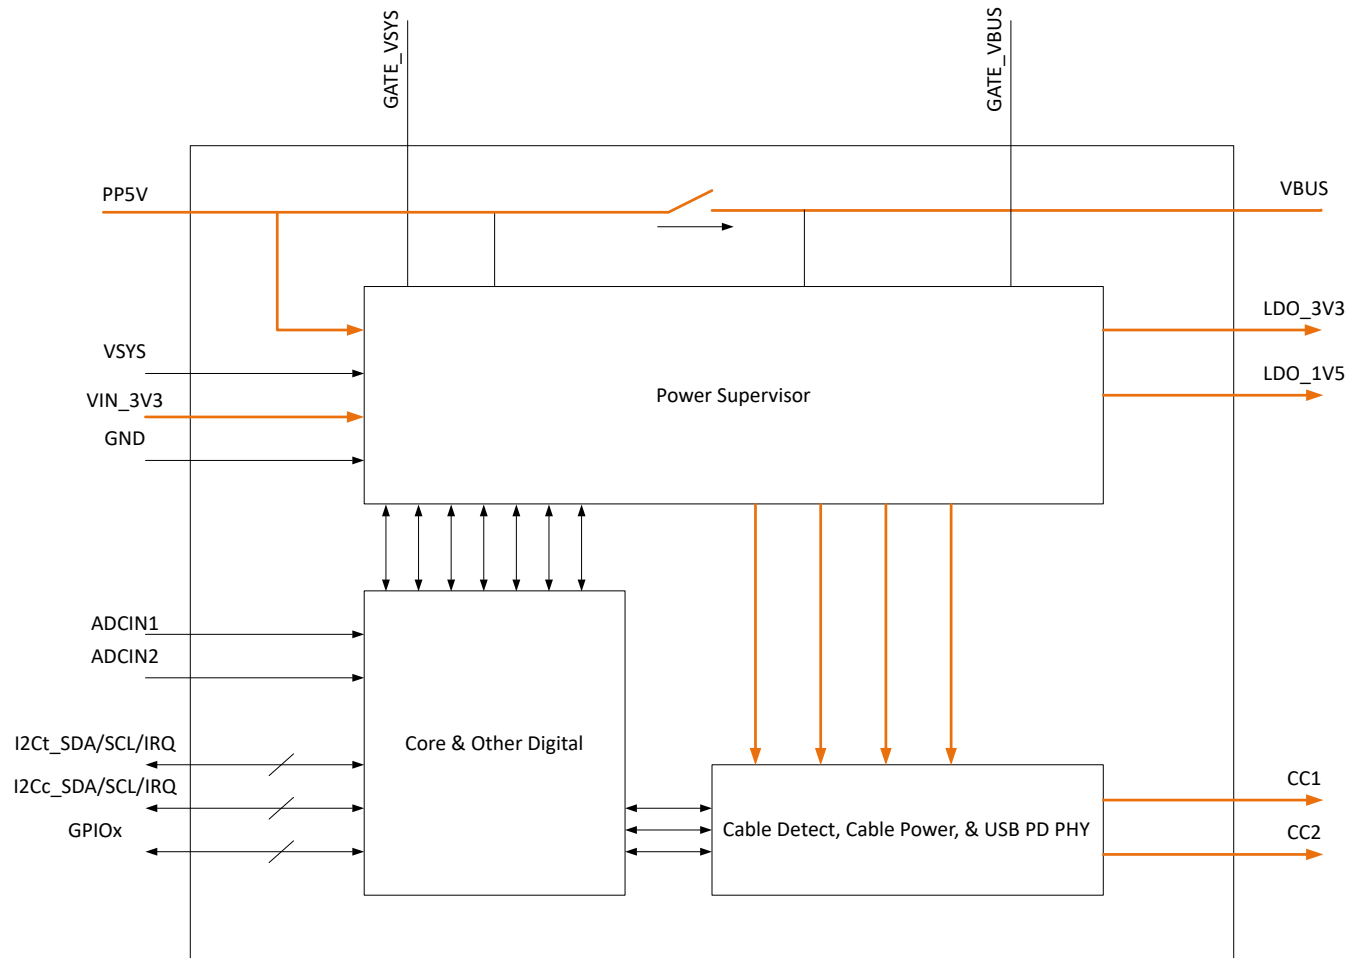 GATE_VSYS
GATE_VBUS
PP5V
VBUS
LDO_3V3
VSYS
LDO_1V5
VIN_3V3
Power Supervisor
GND
ADCIN1
ADCIN2
I2Ct_SDA/SCL/IRQ
Core & Other Digital
I2Cc_SDA/SCL/IRQ
CC1
GPIOx
Cable Detect, Cable Power, & USB PD PHY
CC2